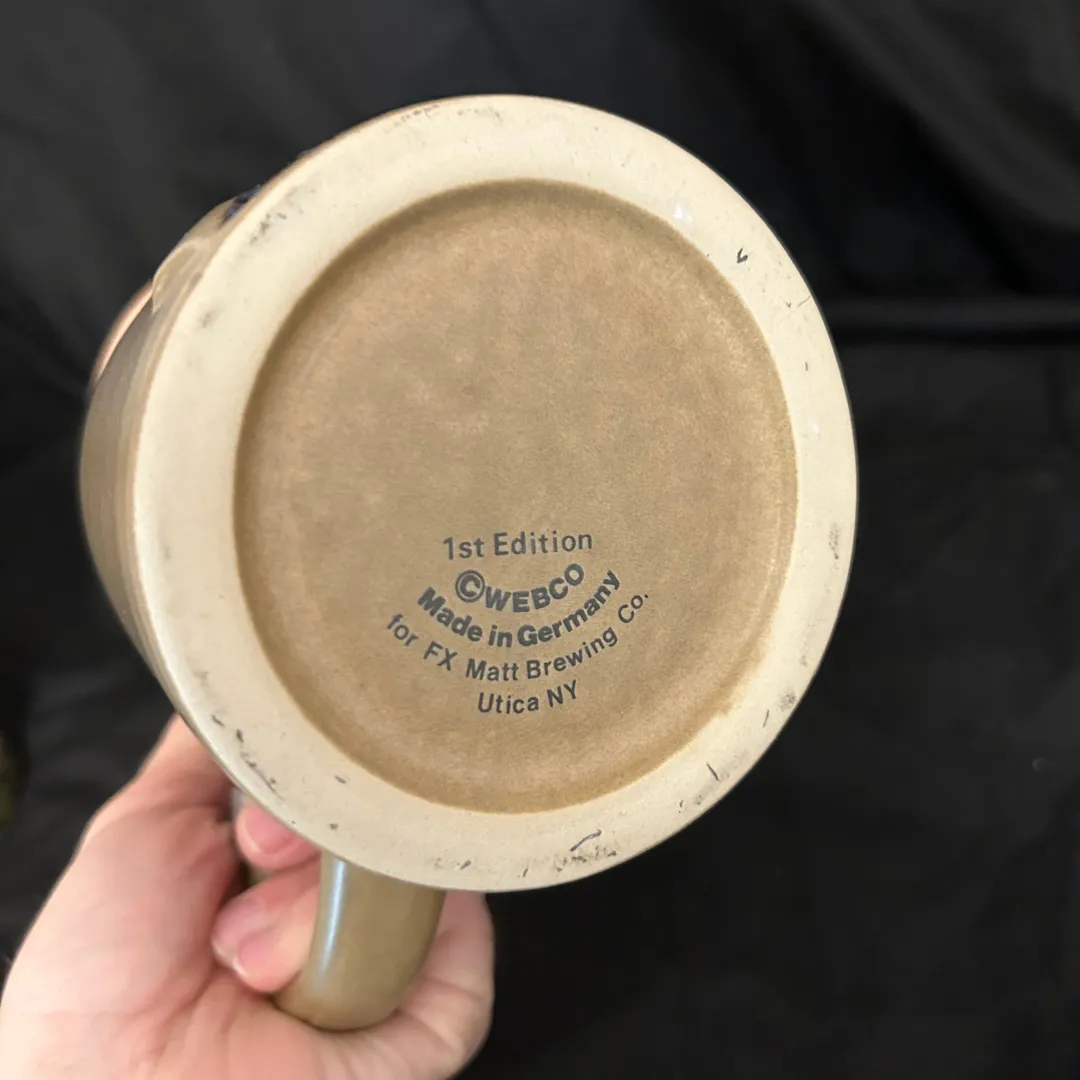 1st Edition
©WEBCO
Made in Germany
for FX Matt Brewing Co.
Utica NY